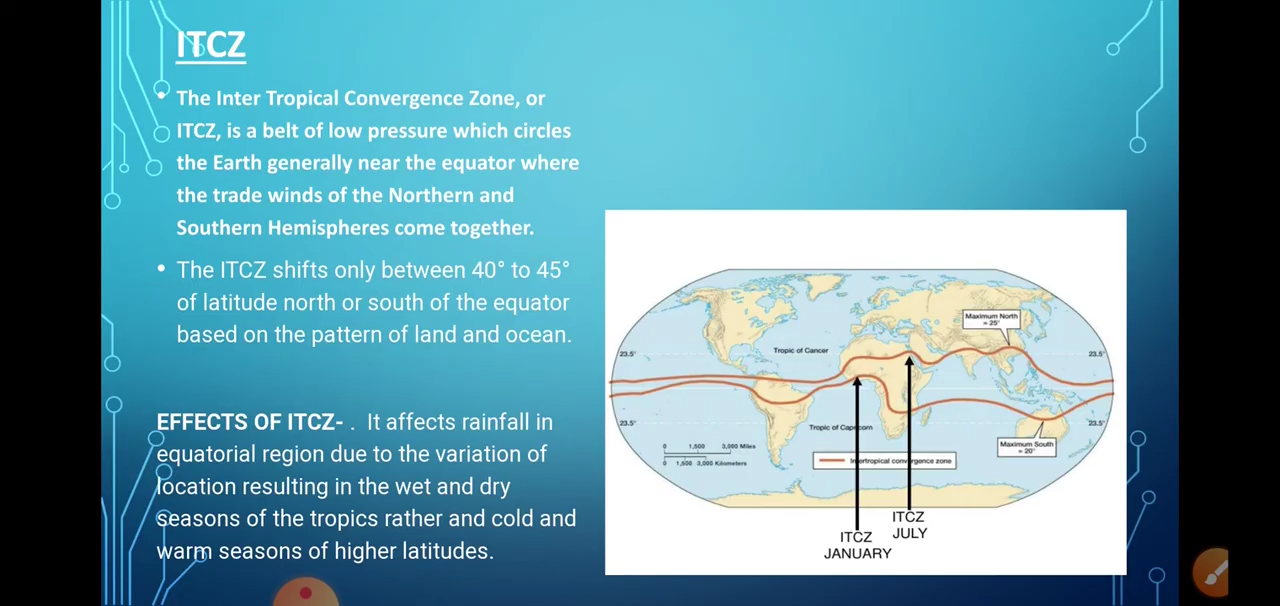 ITCZ
• The Inter Tropical Convergence Zone, or
ITCZ, is a belt of low pressure which circles
the Earth generally near the equator where
the trade winds of the Northern and
Southern Hemispheres come together.
• The ITCZ shifts only between 40° to 45°
of latitude north or south of the equator
based on the pattern of land and ocean.
EFFECTS OF ITCZ- . It affects rainfall in
equatorial region due to the variation of
location resulting in the wet and dry
seasons of the tropics rather and cold and
warm seasons of higher latitudes.
Maximum North
≈ 25°
Tropic of Cancer
23.5°
23.5°
23.5°
Tropic of Capricorn
23.5°
0 1,500 3,000 Miles
0 1,500 3,000 Kilometers
Intertropical convergence zone
Maximum South
≈ 20°
ITCZ
JULY
ITCZ
JANUARY